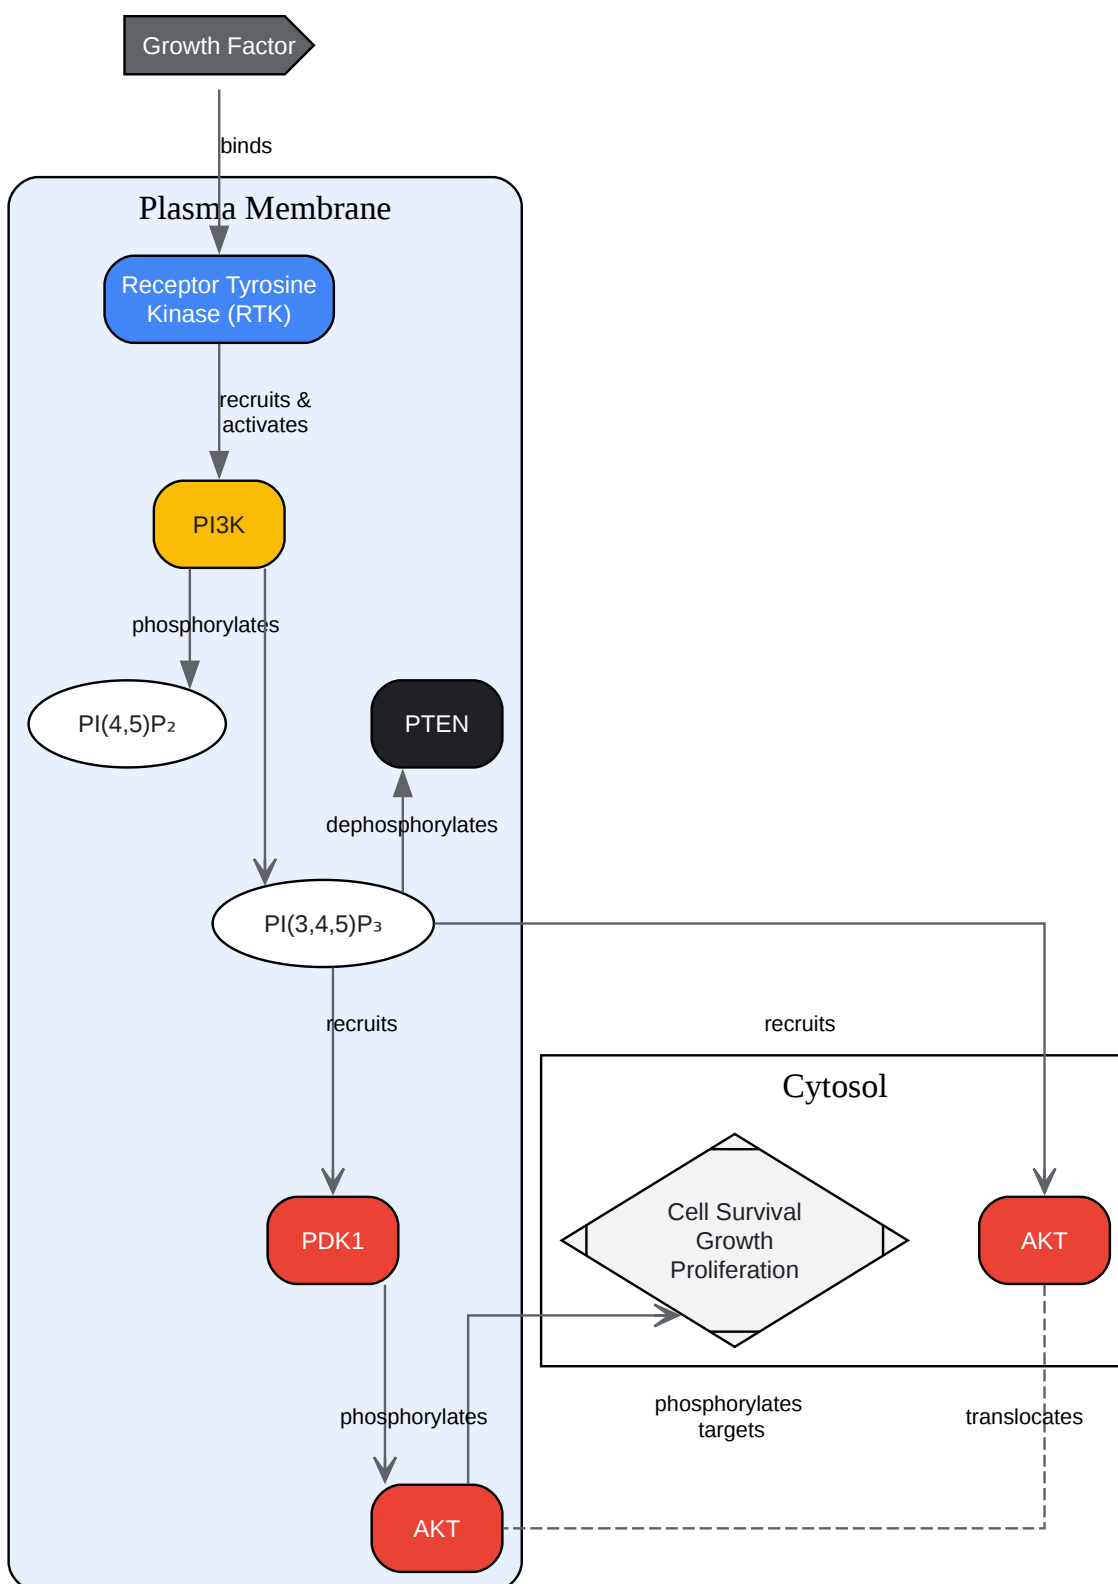 Growth Factor
binds
Plasma Membrane
Receptor Tyrosine
Kinase (RTK)
recruits &
activates
PI3K
phosphorylates
PI(4,5)P₂
PTEN
dephosphorylates
PI(3,4,5)P₃
recruits
recruits
Cytosol
Cell Survival
Growth
Proliferation
PDK1
AKT
phosphorylates
phosphorylates
targets
translocates
AKT